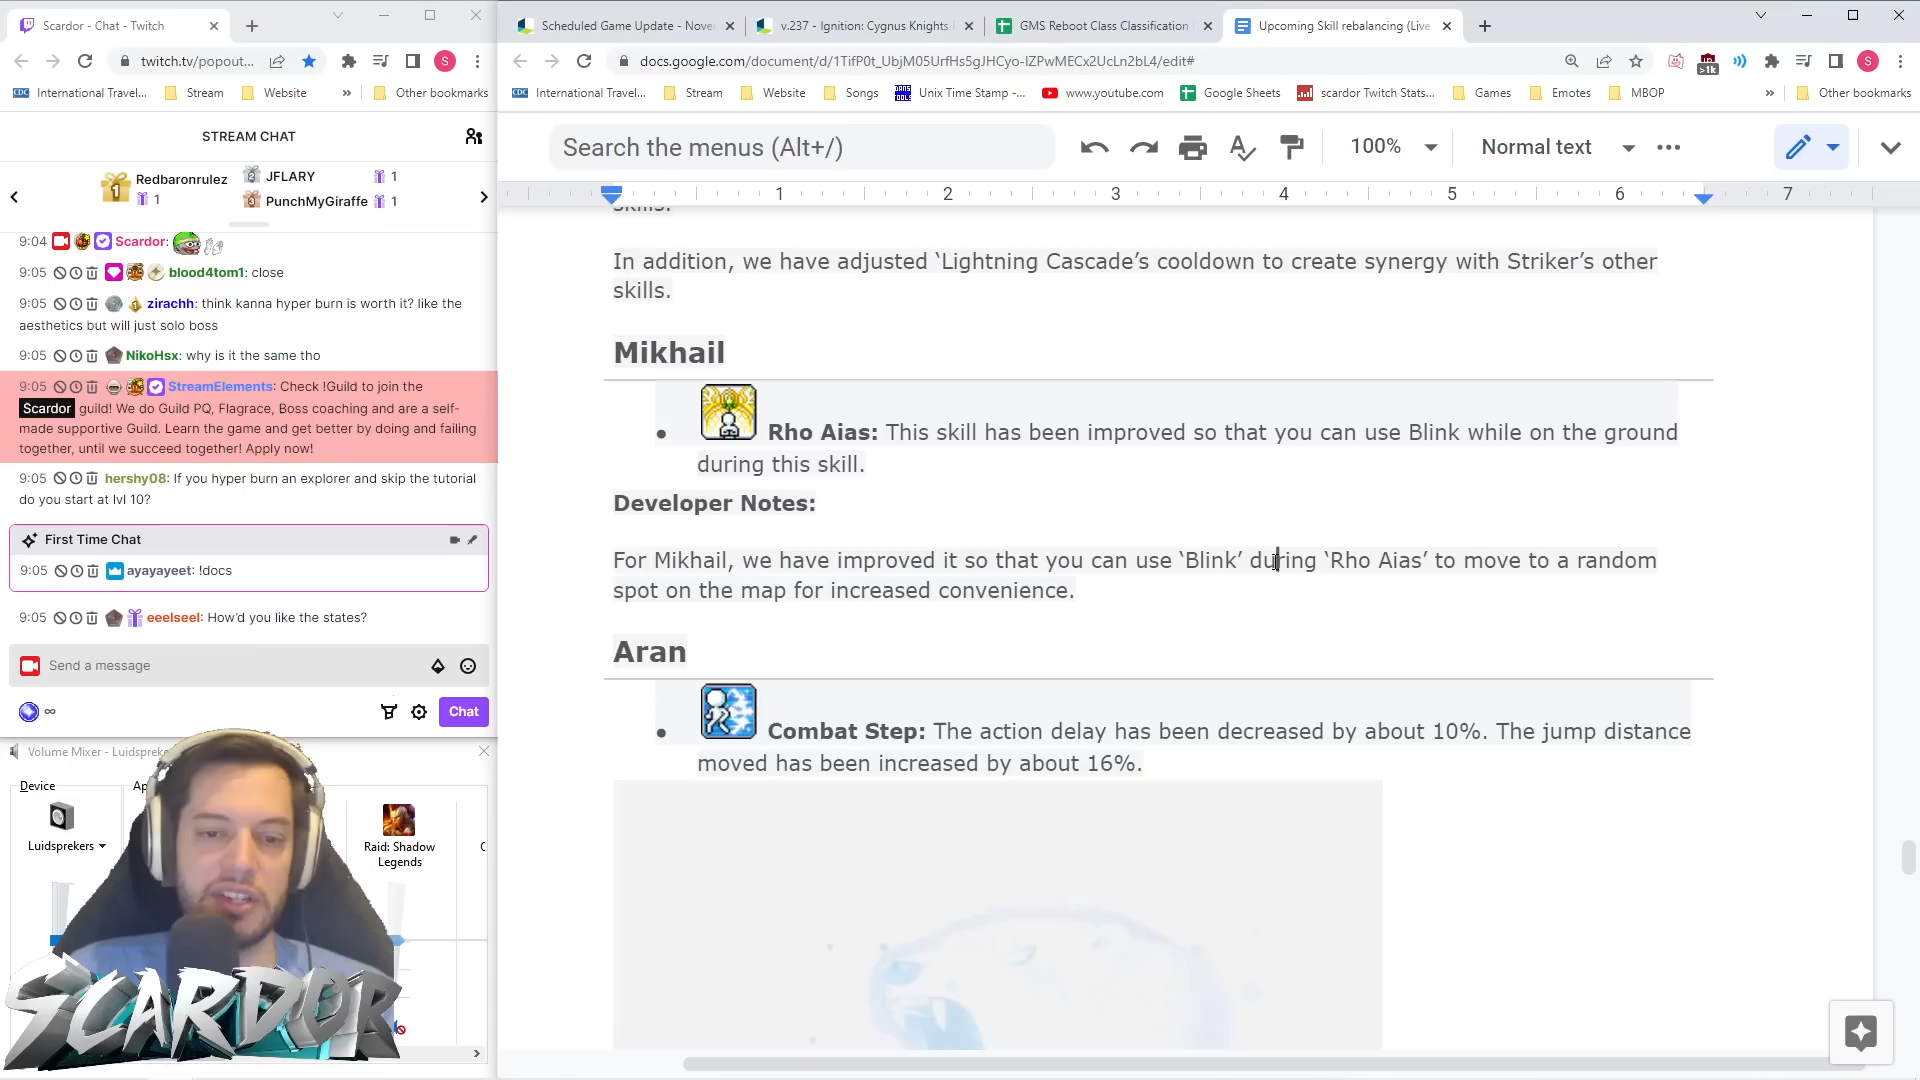 Scardor - Chat - Twitch
Scheduled Game Update - Nove
v.237 - Ignition: Cygnus Knights
GMS Reboot Class Classification
Upcoming Skill rebalancing (Live
twitch.tv/popout...
docs.google.com/document/d/1TifP0t_UbjM05UrfHs5gJHCyo-IZPwMECx2UcLn2bL4/edit#
International Travel...
Stream
Website
»
Other bookmarks
International Travel...
Stream
Website
Songs
Unix Time Stamp -...
www.youtube.com
Google Sheets
scardor Twitch Stats...
Games
Emotes
MBOP
»
Other bookmarks
STREAM CHAT
Redbaronrulez
1
JFLARY 1
PunchMyGiraffe 1
9:04 Scardor:
9:05 blood4tom1: close
9:05 zirachh: think kanna hyper burn is worth it? like the
aesthetics but will just solo boss
9:05 NikoHsx: why is it the same tho
9:05 StreamElements: Check !Guild to join the
Scardor guild! We do Guild PQ, Flagrace, Boss coaching and are a self-
made supportive Guild. Learn the game and get better by doing and failing
together, until we succeed together! Apply now!
9:05 hershy08: If you hyper burn an explorer and skip the tutorial
do you start at lvl 10?
First Time Chat
9:05 ayayayeet: !docs
9:05 eeelseel: How'd you like the states?
Send a message
∞
Chat
Volume Mixer - Luidspreke
Device
Ap
Luidsprekers
Raid: Shadow
Legends
SCARDOR
Search the menus (Alt+/)
100%
Normal text
1 2 3 4 5 6 7
skills.
In addition, we have adjusted ‘Lightning Cascade’s cooldown to create synergy with Striker’s other
skills.
Mikhail
• Rho Aias: This skill has been improved so that you can use Blink while on the ground
during this skill.
Developer Notes:
For Mikhail, we have improved it so that you can use ‘Blink’ during ‘Rho Aias’ to move to a random
spot on the map for increased convenience.
Aran
• Combat Step: The action delay has been decreased by about 10%. The jump distance
moved has been increased by about 16%.